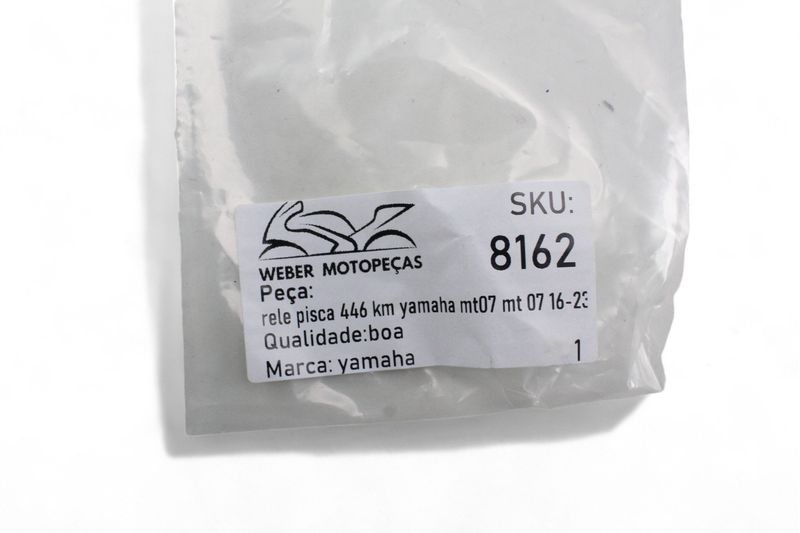 SKU:
8162
WEBER MOTOPEÇAS
Peça:
rele pisca 446 km yamaha mt07 mt 07 16-23
Qualidade:boa
Marca: yamaha
1